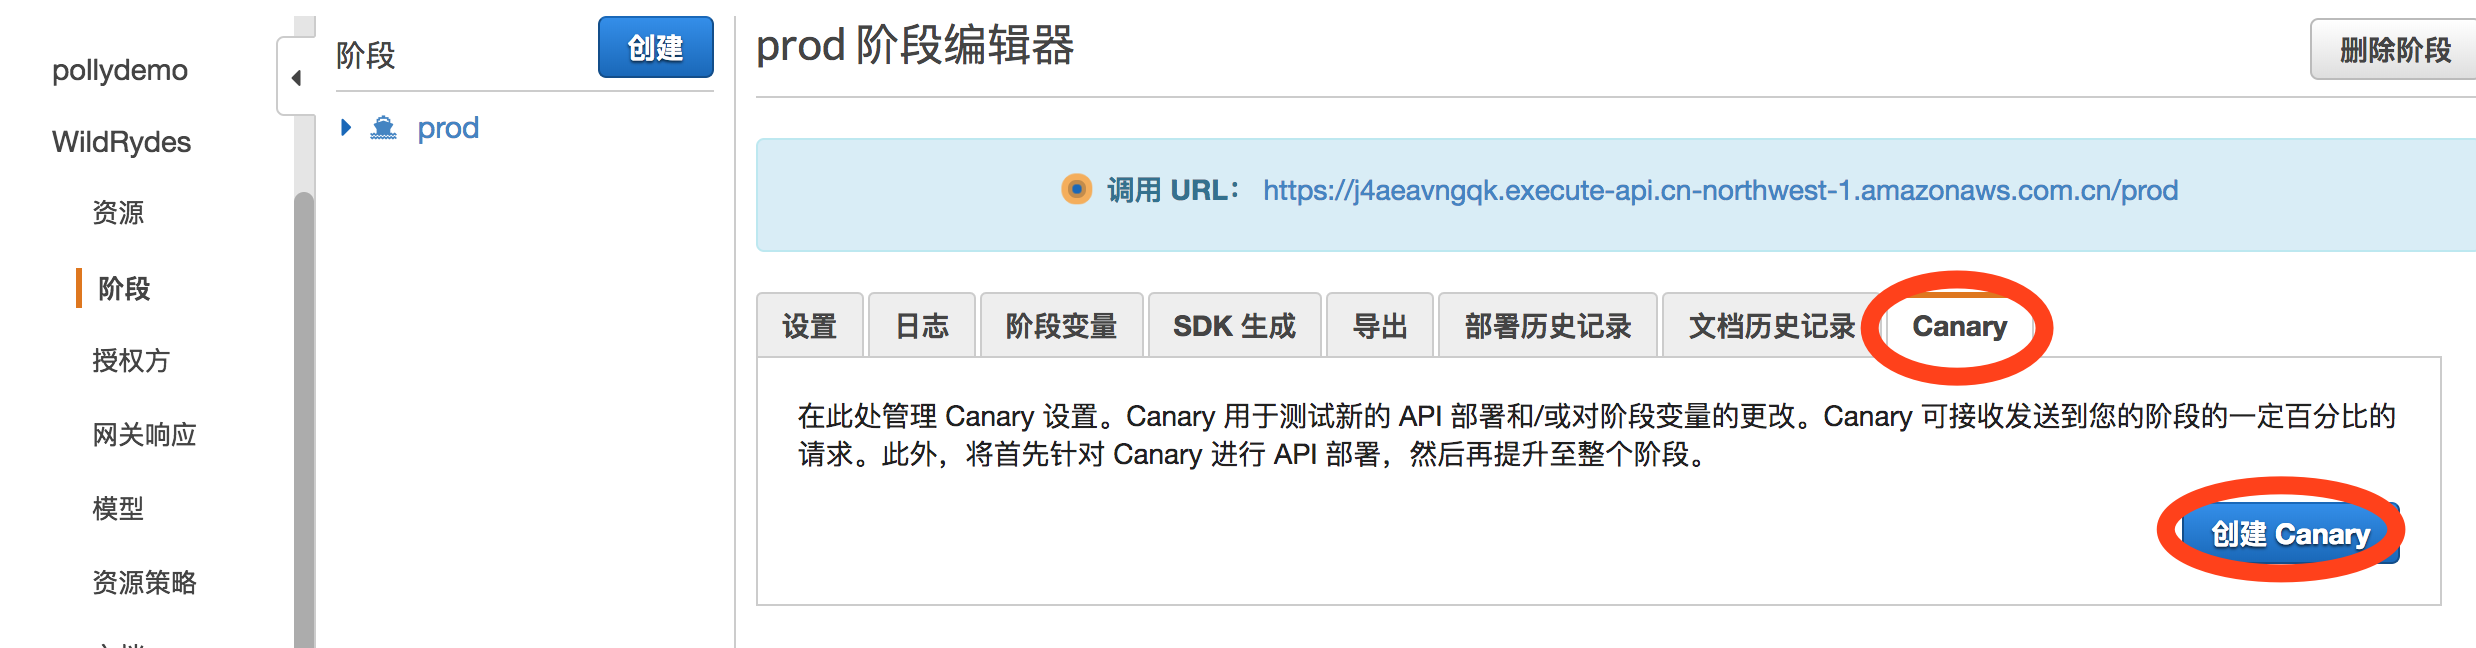 pollydemo
WildRydes
资源
阶段
授权方
网关响应
模型
资源策略
阶段
创建
prod
prod 阶段编辑器
删除阶段
调用 URL： https://j4aeavngqk.execute-api.cn-northwest-1.amazonaws.com.cn/prod
设置 日志 阶段变量 SDK 生成 导出 部署历史记录 文档历史记录 Canary
在此处管理 Canary 设置。Canary 用于测试新的 API 部署和/或对阶段变量的更改。Canary 可接收发送到您的阶段的一定百分比的
请求。此外，将首先针对 Canary 进行 API 部署，然后再提升至整个阶段。
创建 Canary